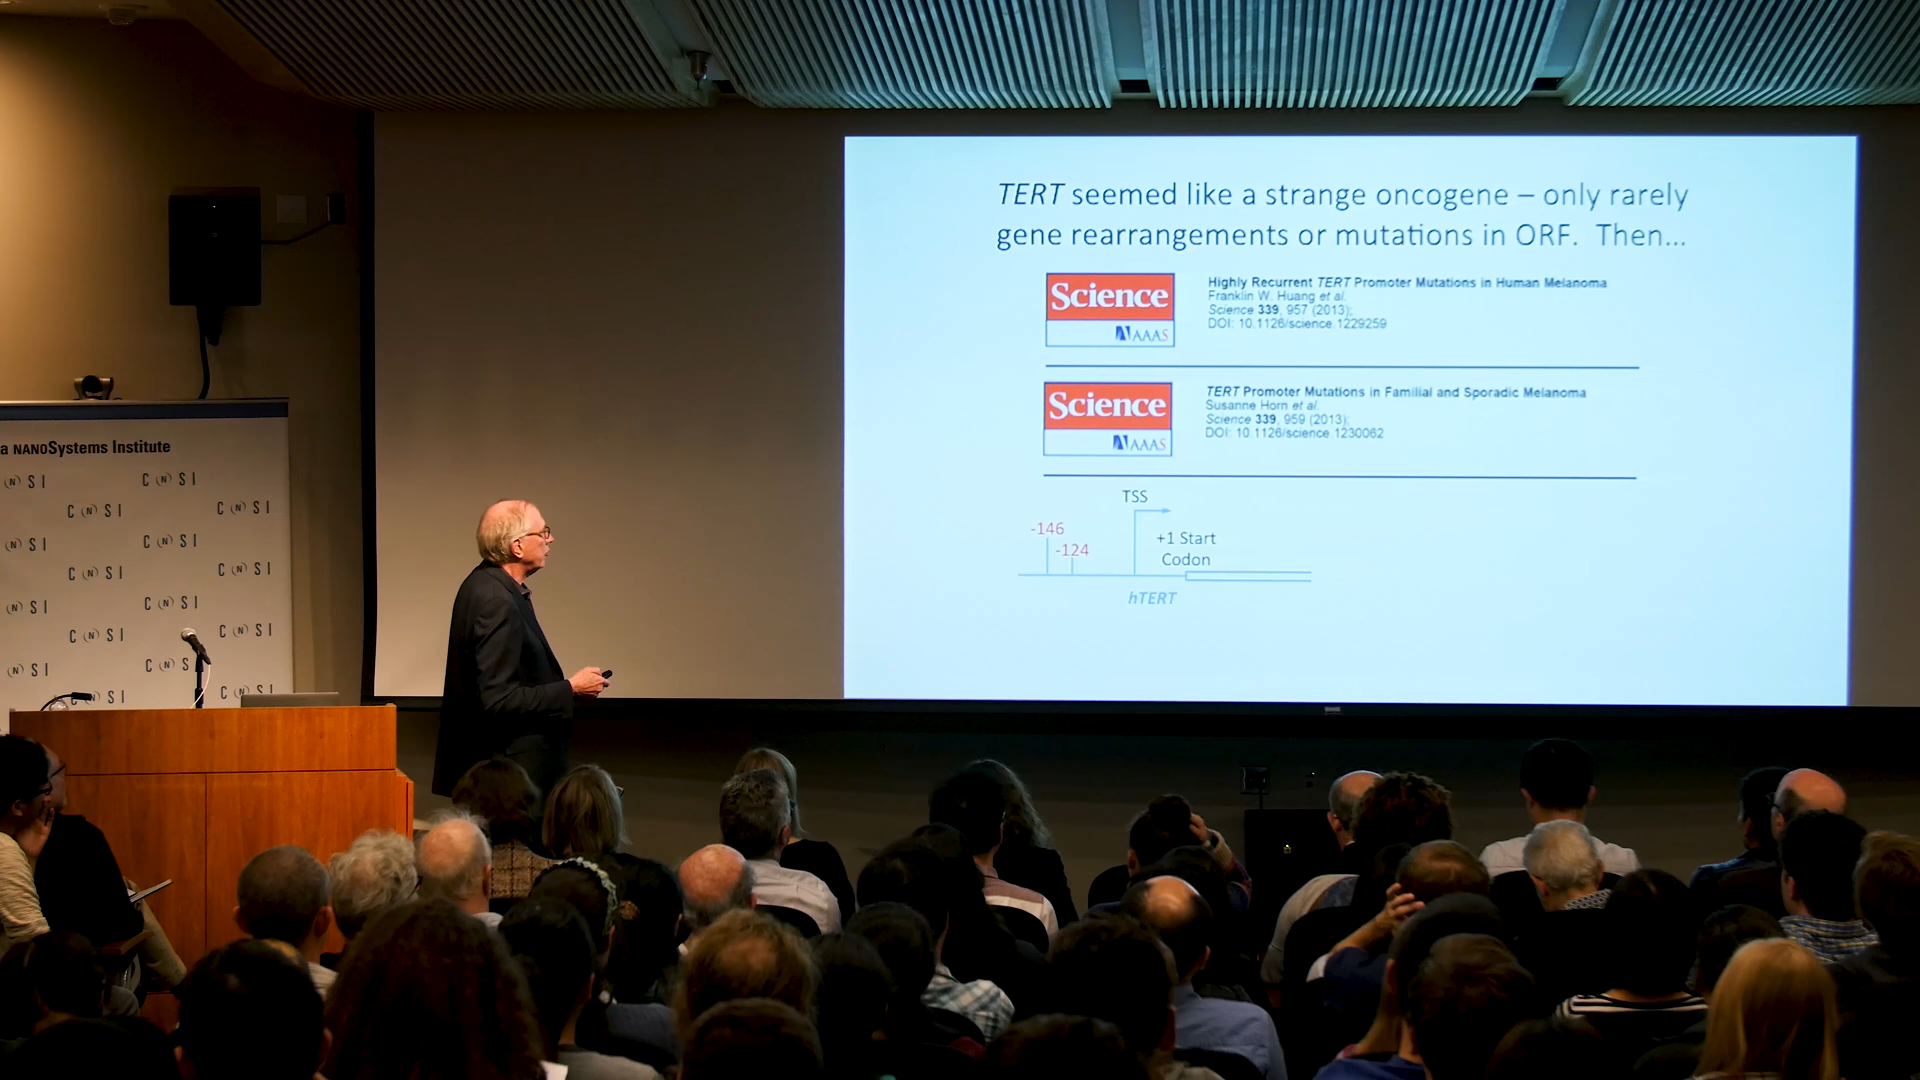 TERT seemed like a strange oncogene – only rarely
gene rearrangements or mutations in ORF. Then...
Science
AAAS
Highly Recurrent TERT Promoter Mutations in Human Melanoma
Franklin W. Huang et al.
Science 339, 957 (2013);
DOI: 10.1126/science.1229259
Science
AAAS
TERT Promoter Mutations in Familial and Sporadic Melanoma
Susanne Horn et al.
Science 339, 959 (2013);
DOI: 10.1126/science.1230062
TSS
-146
-124
+1 Start
Codon
hTERT
a NANOSystems Institute
(N) S I
C (N) S I
C (N) S I
C (N) S I
(N) S I
C (N) S I
C (N) S I
C (N) S I
(N) S I
C (N) S I
C (N) S I
C (N) S I
(N) S I
C (N) S
C (N) S I
C (N) S I